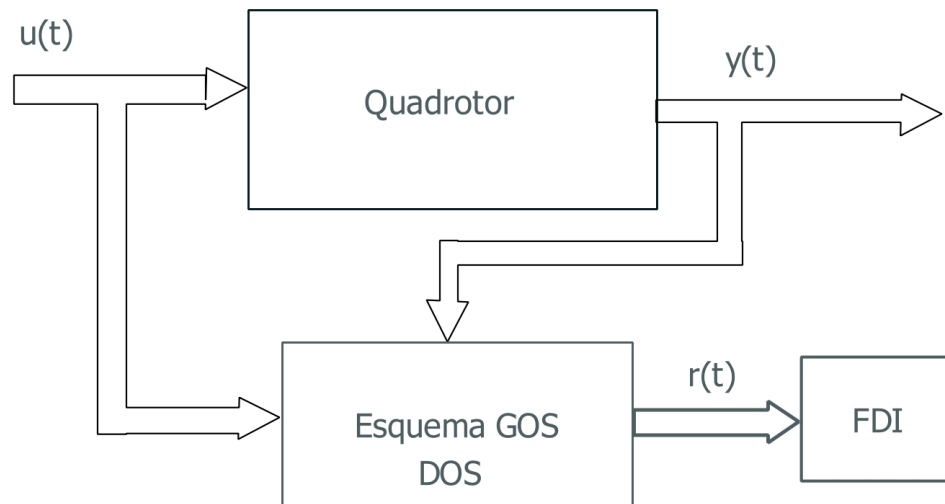 u(t)
Quadrotor
y(t)
Esquema GOS
DOS
r(t)
FDI